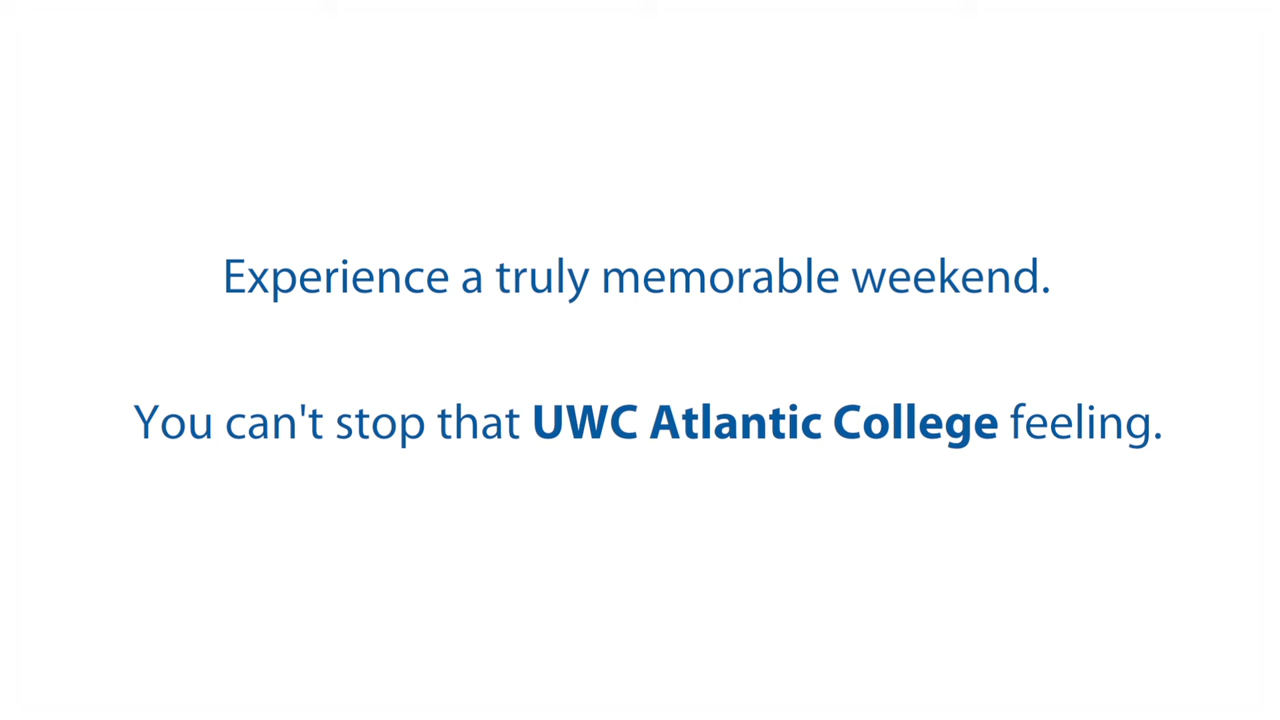 Experience a truly memorable weekend.
You can't stop that UWC Atlantic College feeling.